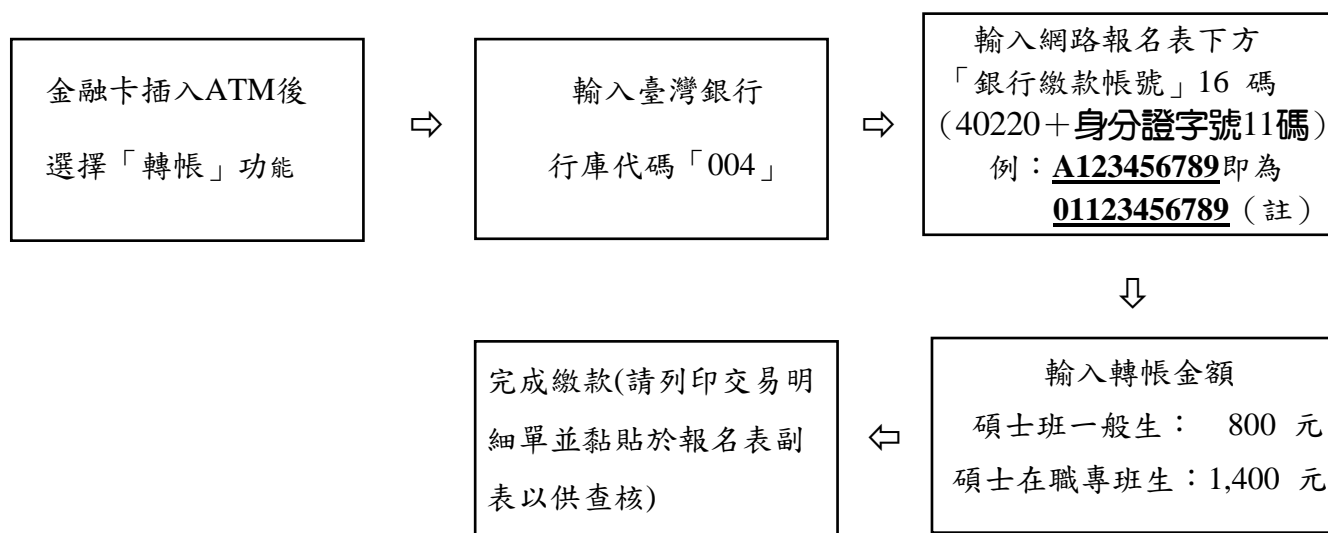 金融卡插入ATM後
選擇「轉帳」功能
輸入臺灣銀行
行庫代碼「004」
輸入網路報名表下方
「銀行繳款帳號」16 碼
（40220＋身分證字號11碼）
例：A123456789即為
01123456789（註）
輸入轉帳金額
碩士班一般生： 800 元
碩士在職專班生：1,400 元
完成繳款(請列印交易明
細單並黏貼於報名表副
表以供查核)